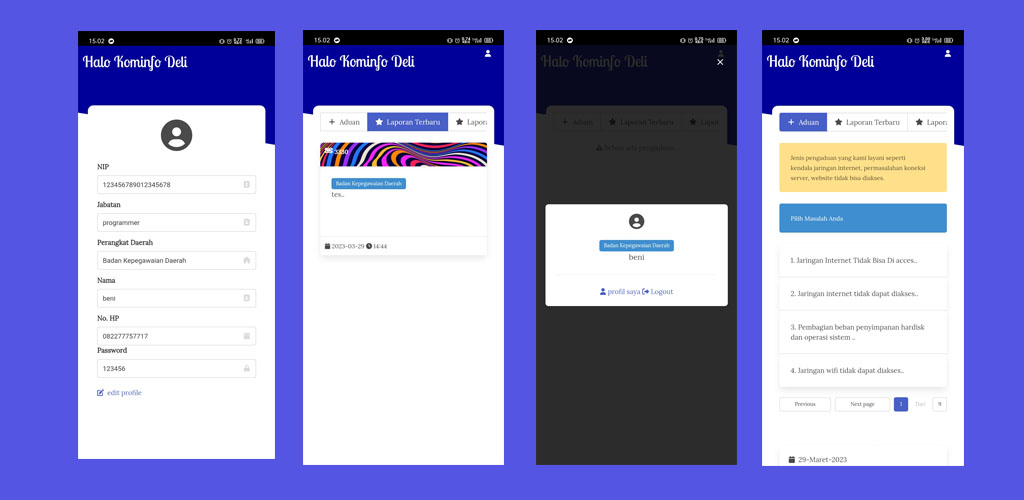 15.02
Halo Kominfo Deli
NIP
123456789012345678
Jabatan
programmer
Perangkat Daerah
Badan Kepegawaian Daerah
Nama
beni
No. HP
082277757717
Password
123456
edit profile
15.02
Halo Kominfo Deli
Aduan
Laporan Terbaru
Lapor
Badan Kepegawaian Daerah
tes..
2023-03-29 14:44
15.02
Halo Kominfo Deli
Aduan
Laporan Terbaru
Lapor
Belum ada pengaduan..
Badan Kepegawaian Daerah
beni
profil saya Logout
15.02
Halo Kominfo Deli
Aduan
Laporan Terbaru
Lapora
Jenis pengaduan yang kami layani seperti
kendala jaringan internet, permasalahan koneksi
server, website tidak bisa diakses.
Pilih Masalah Anda
1. Jaringan Internet Tidak Bisa Di acces..
2. Jaringan internet tidak dapat diakses..
3. Pembagian beban penyimpanan hardisk
dan operasi sistem ..
4. Jaringan wifi tidak dapat diakses..
Previous
Next page
1
Dari
29-Maret-2023